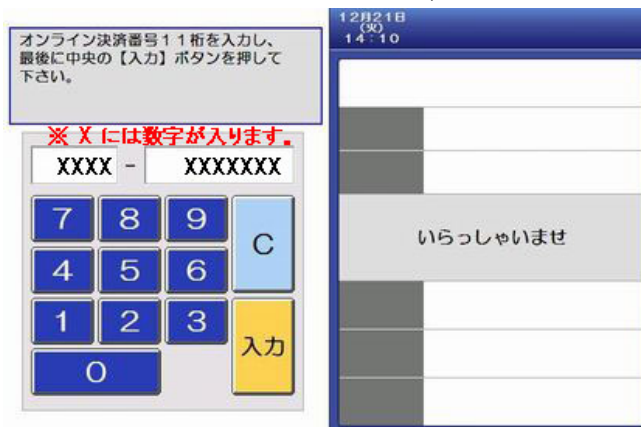 オンライン決済番号11桁を入力し、
最後に中央の【入力】ボタンを押して
下さい。
※ X には数字が入ります。
XXXX - XXXXXXX
7 8 9 C
4 5 6
1 2 3 入力
0
12月21日
(火)
14:10
いらっしゃいませ